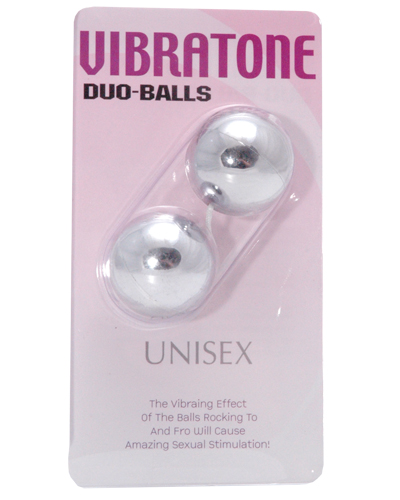 VIBRATONE
DUO-BALLS
UNISEX
The Vibraing Effect
Of The Balls Rocking To
And Fro Will Cause
Amazing Sexual Stimulation!